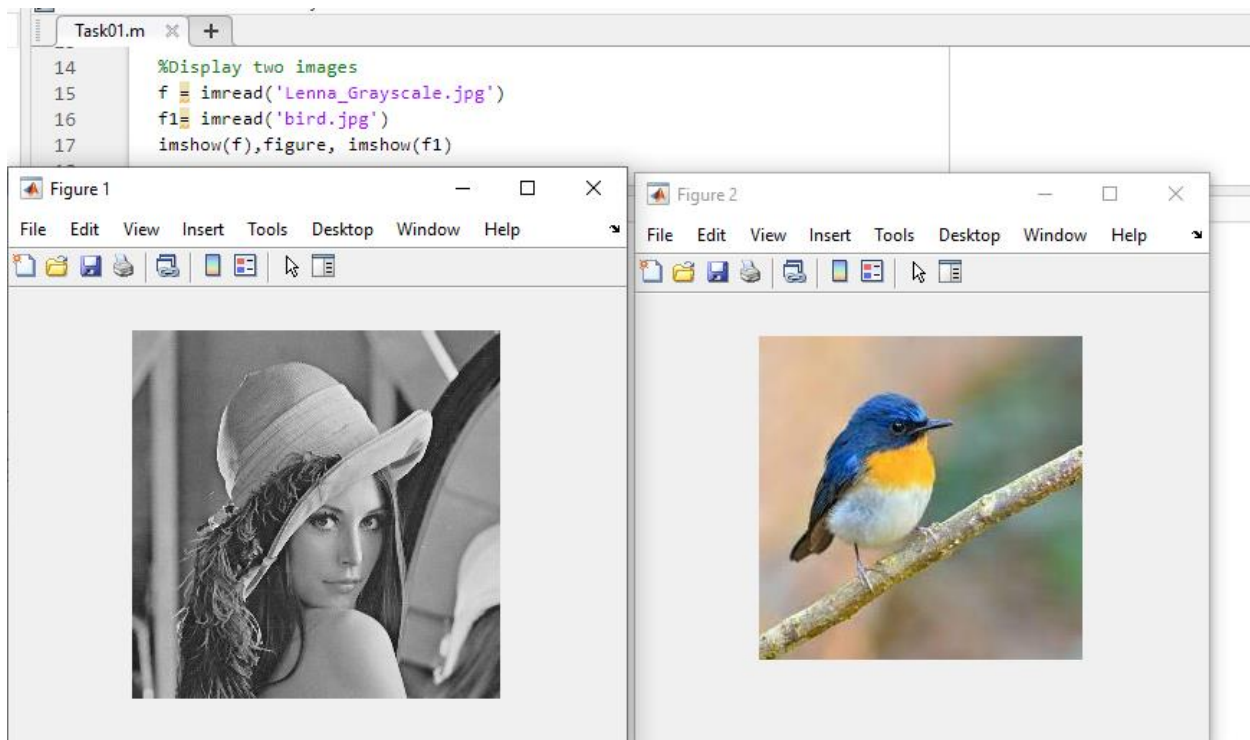 Task01.m
14 %Display two images
15 f = imread('Lenna_Grayscale.jpg')
16 f1= imread('bird.jpg')
17 imshow(f),figure, imshow(f1)
Figure 1
File Edit View Insert Tools Desktop Window Help
Figure 2
File Edit View Insert Tools Desktop Window Help